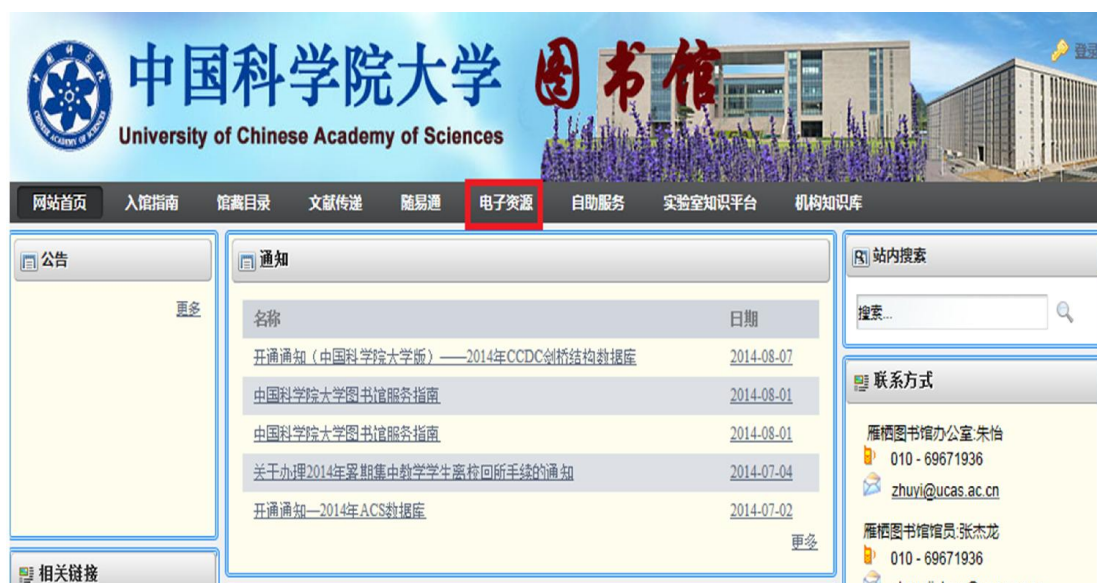 中国科学院大学 图书馆
University of Chinese Academy of Sciences
登录
网站首页 入馆指南 馆藏目录 文献传递 随易通 电子资源 自助服务 实验室知识平台 机构知识库
公告
更多
通知
名称 日期
开通通知（中国科学院大学版）——2014年CCDC剑桥结构数据库 2014-08-07
中国科学院大学图书馆服务指南 2014-08-01
中国科学院大学图书馆服务指南 2014-08-01
关于办理2014年夏期集中教学学生离校回所手续的通知 2014-07-04
开通通知—2014年ACS数据库 2014-07-02
更多
站内搜索
搜索...
联系方式
雁栖图书馆办公室:朱怡
010 - 69671936
zhuyi@ucas.ac.cn
雁栖图书馆馆员:张杰龙
010 - 69671936
相关链接